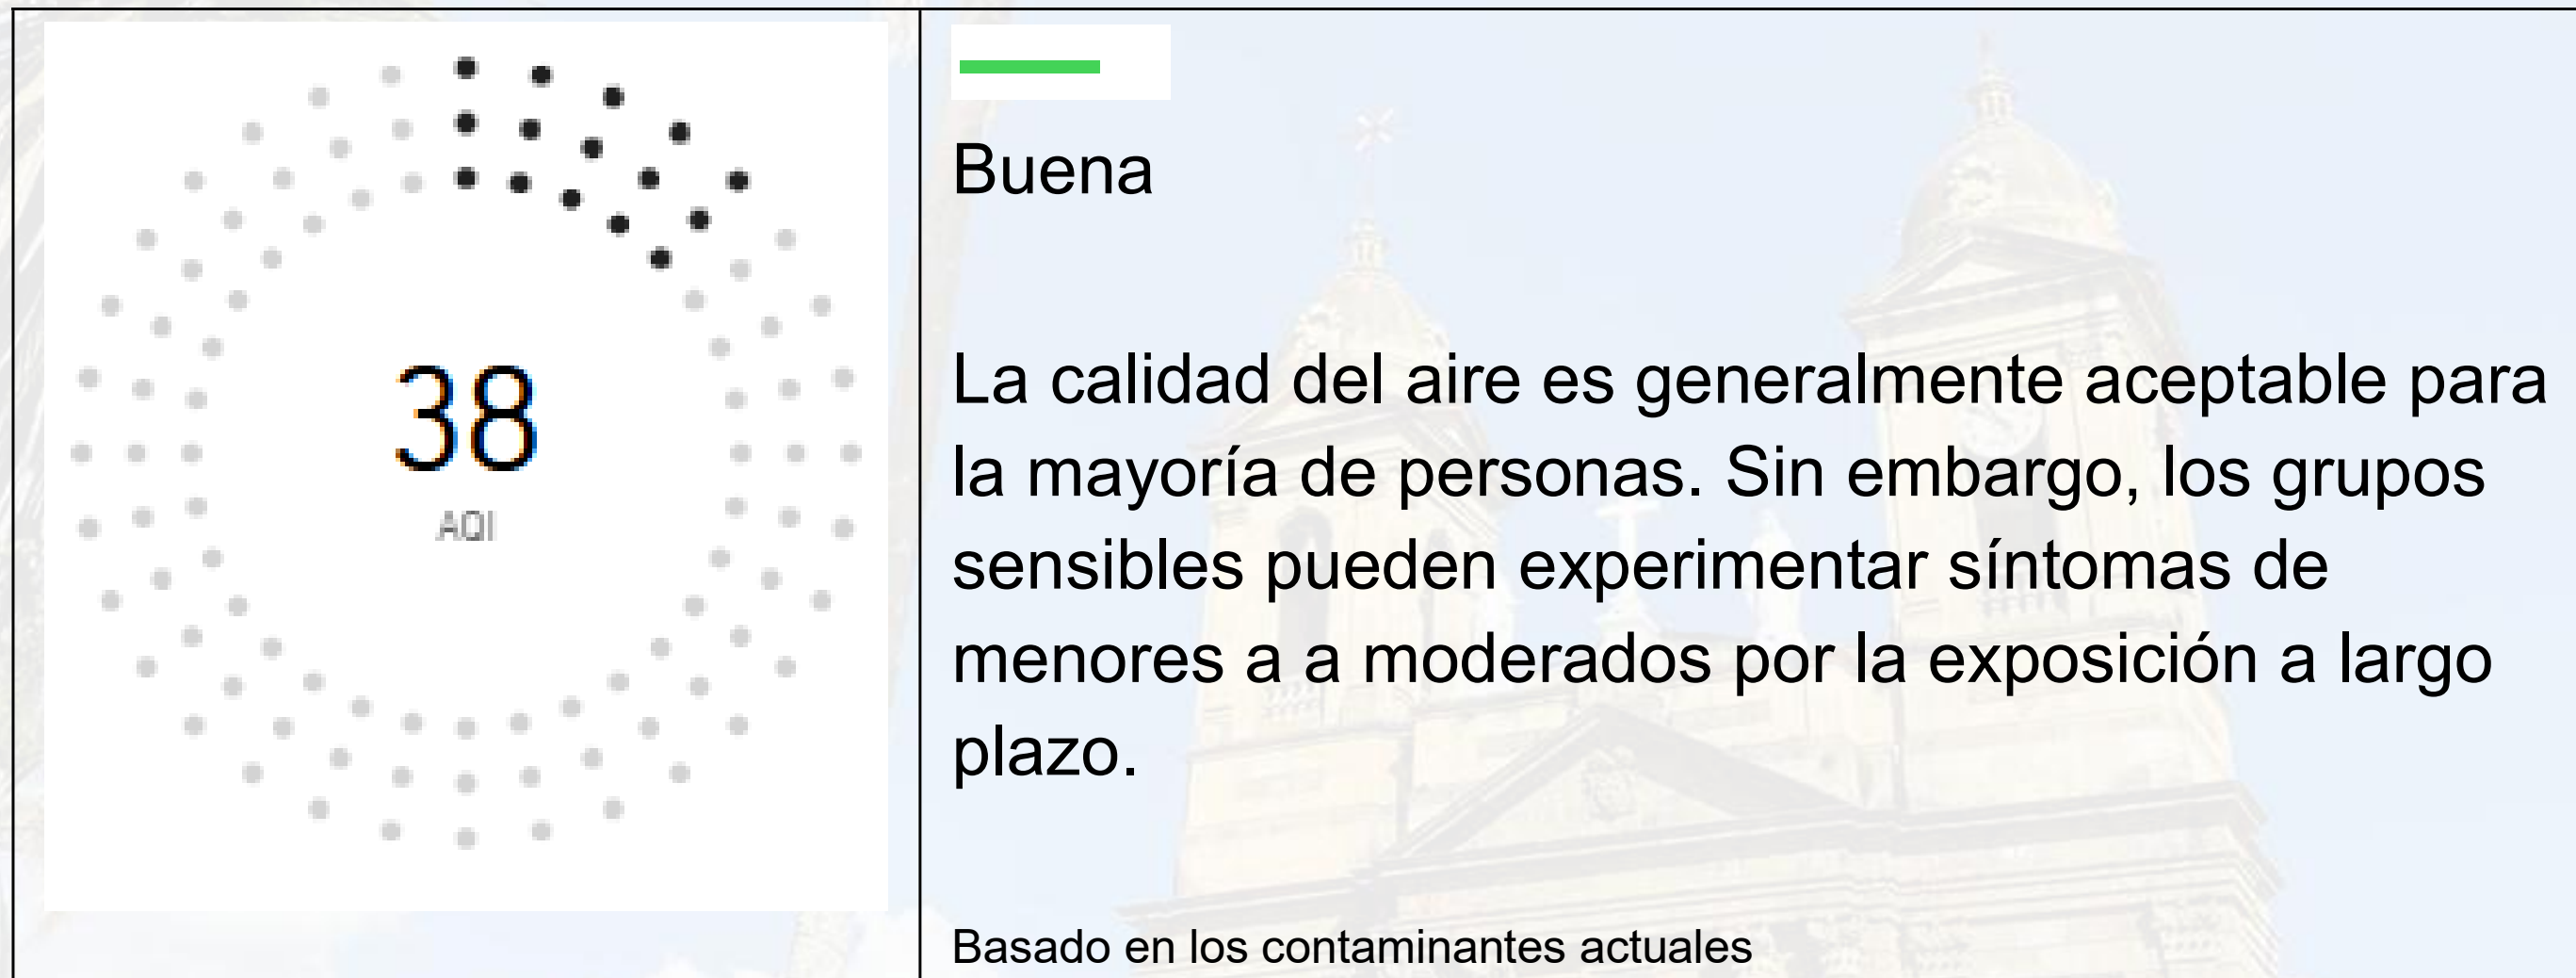 38
AQI
Buena
La calidad del aire es generalmente aceptable para
la mayoría de personas. Sin embargo, los grupos
sensibles pueden experimentar síntomas de
menores a a moderados por la exposición a largo
plazo.
Basado en los contaminantes actuales